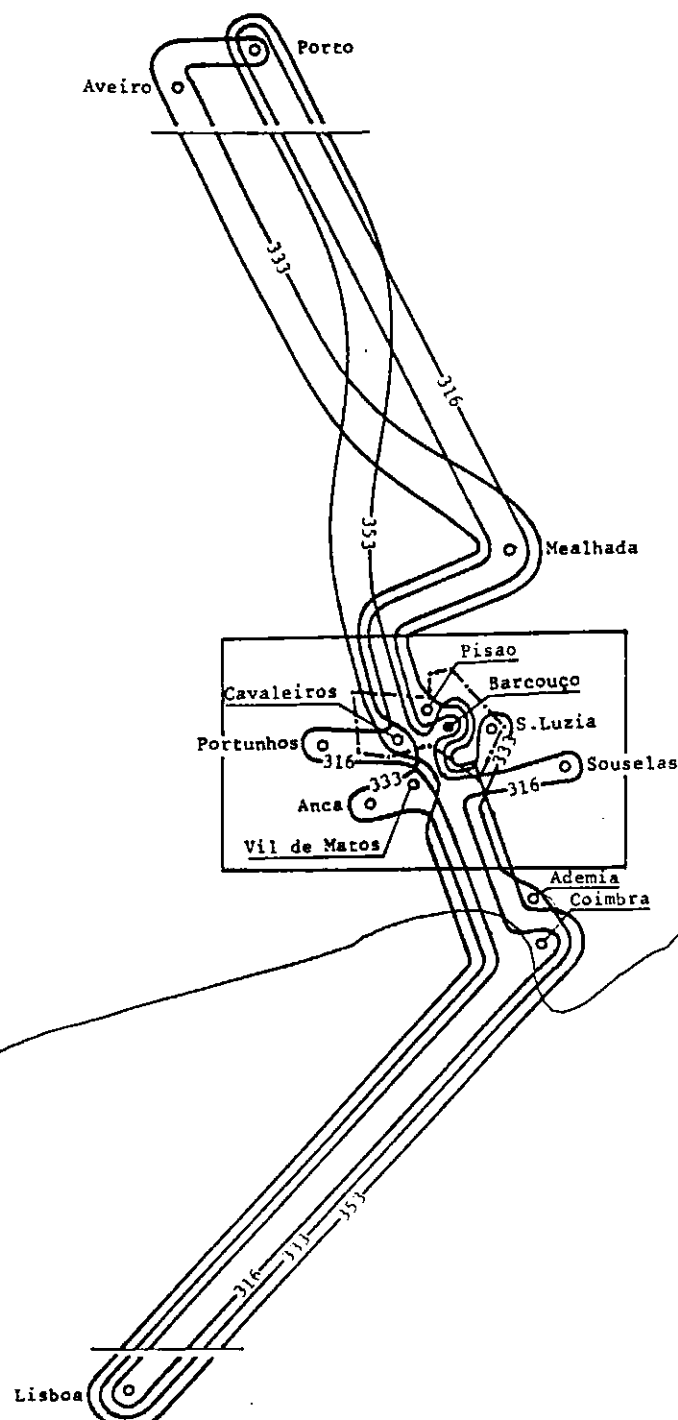 Porto
Aveiro
333
316
353
Mealhada
Pisao
Barcouço
Cavaleiros
S.Luzia
Portunhos
333
316
Souselas
333
316
Anca
Vil de Matos
Ademia
Coimbra
353
333
316
Lisboa